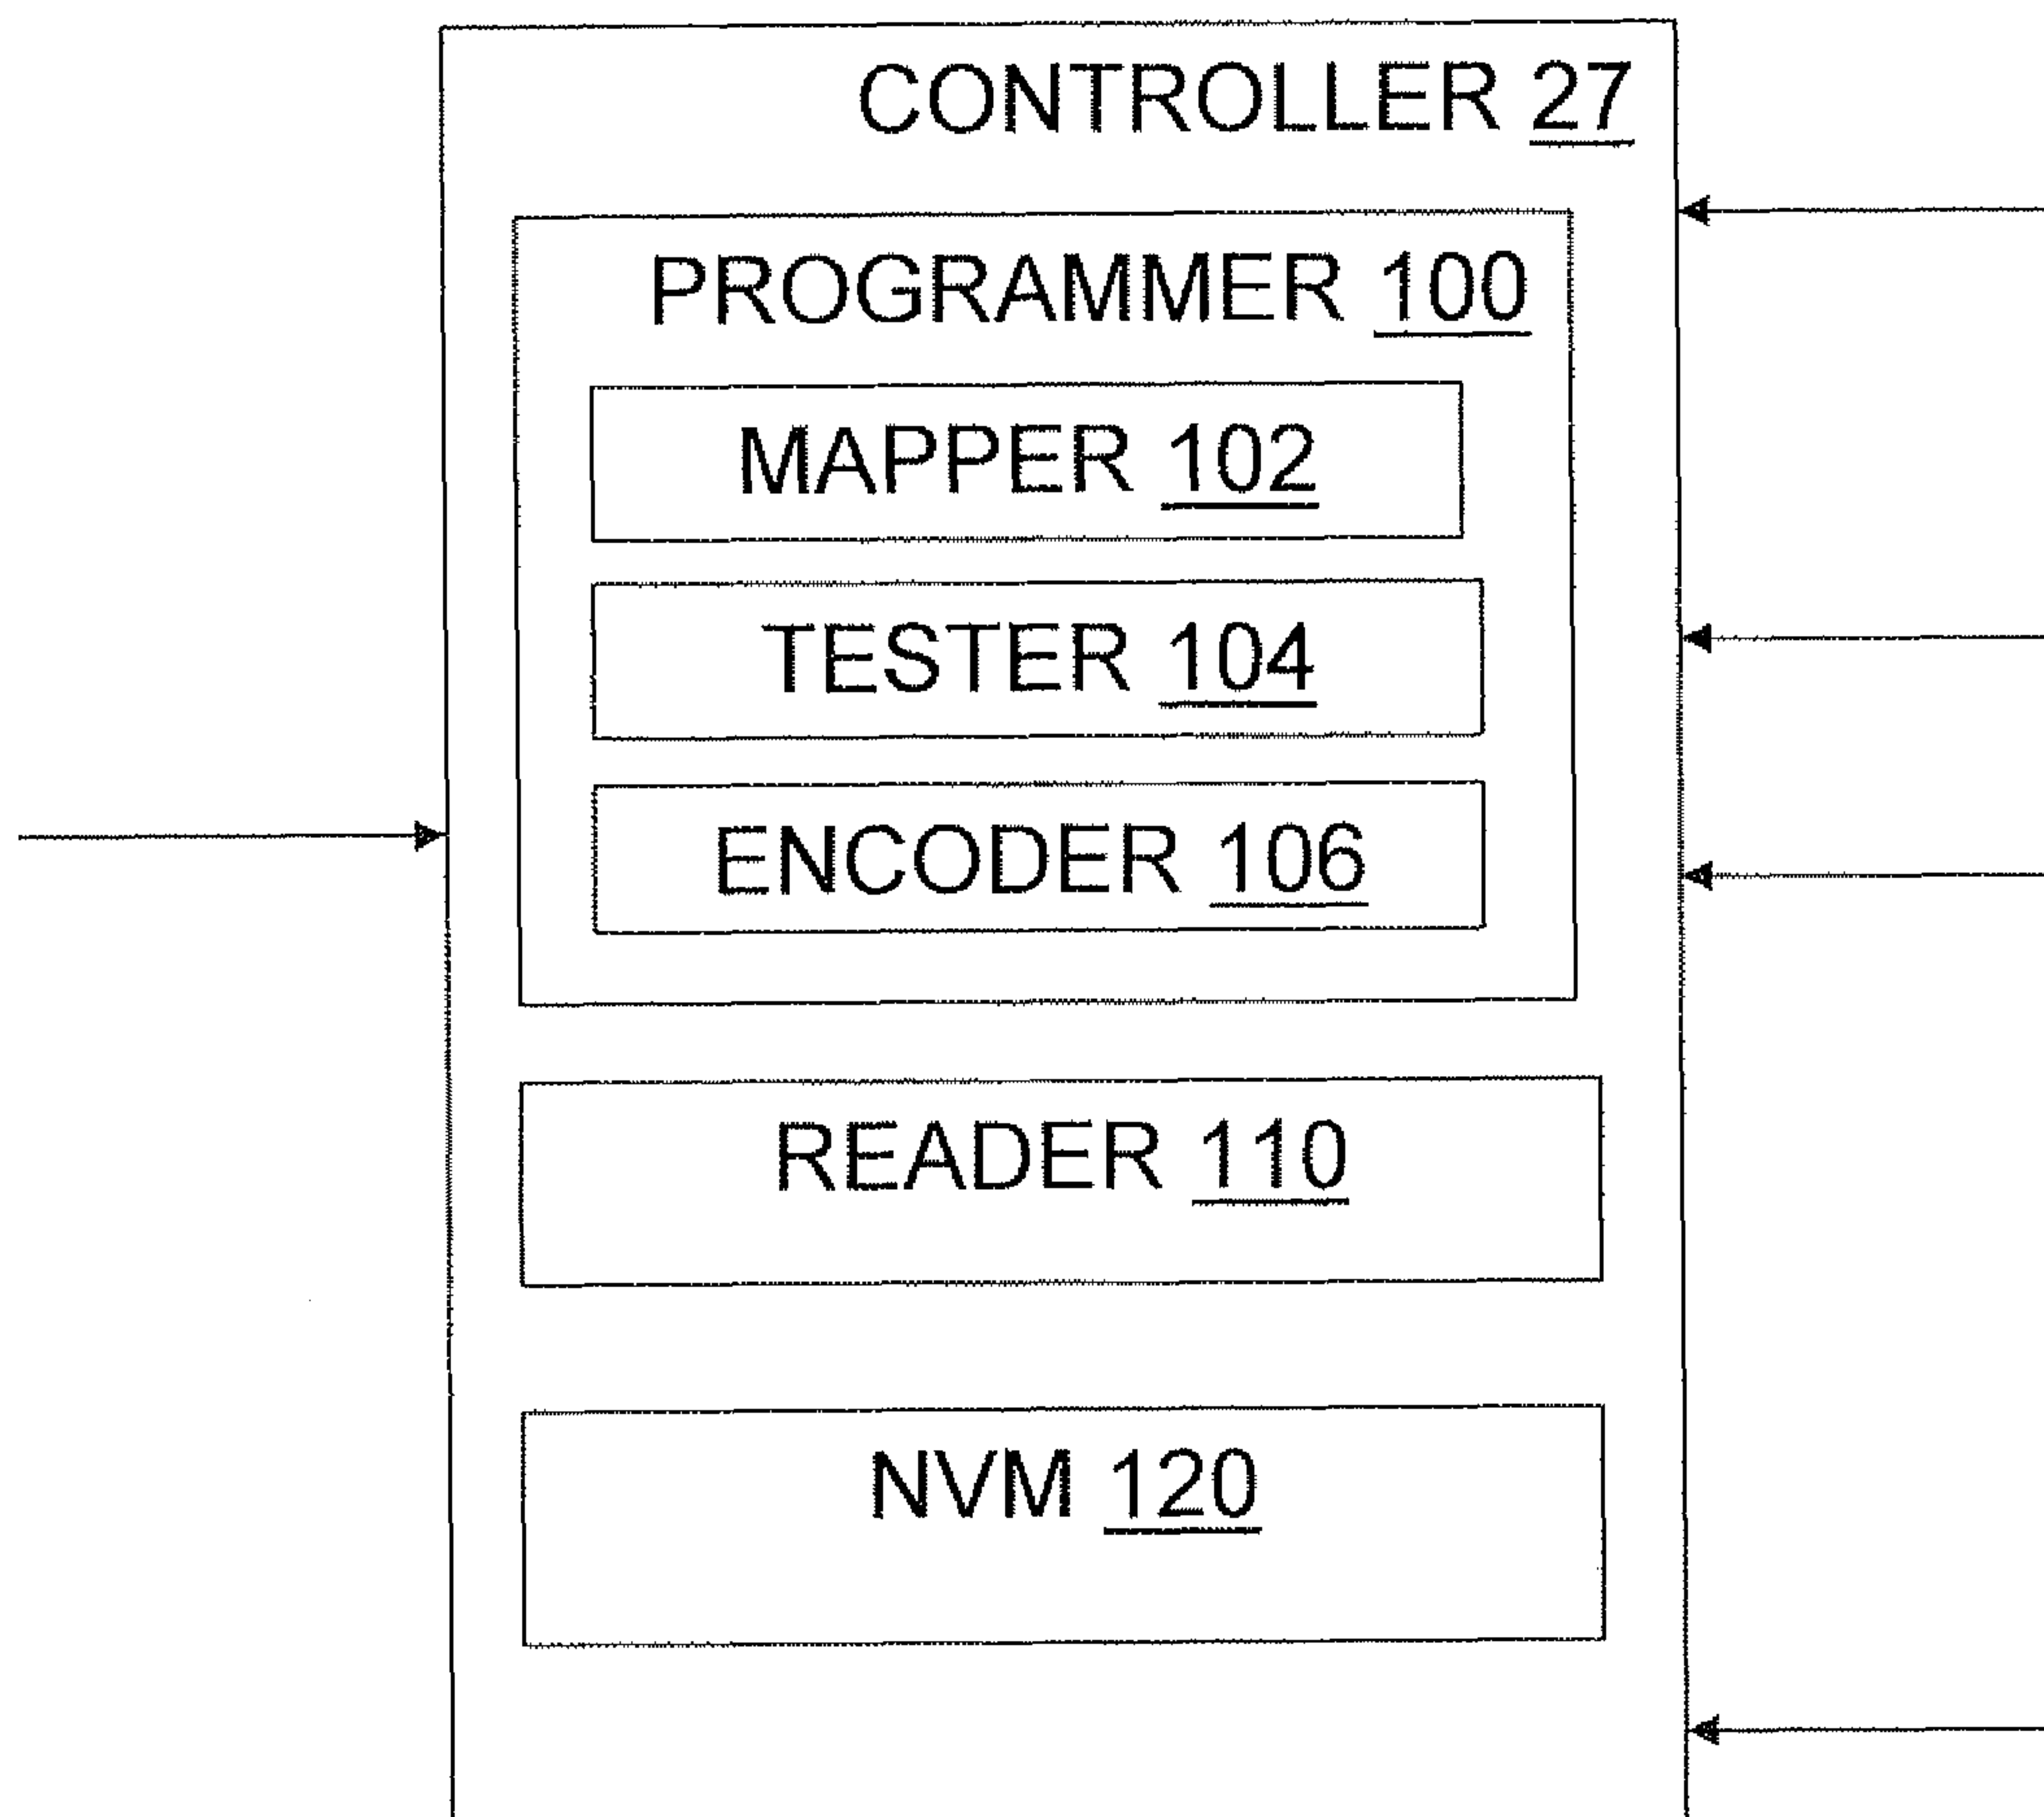 CONTROLLER 27
PROGRAMMER 100
MAPPER 102
TESTER 104
ENCODER 106
READER 110
NVM 120